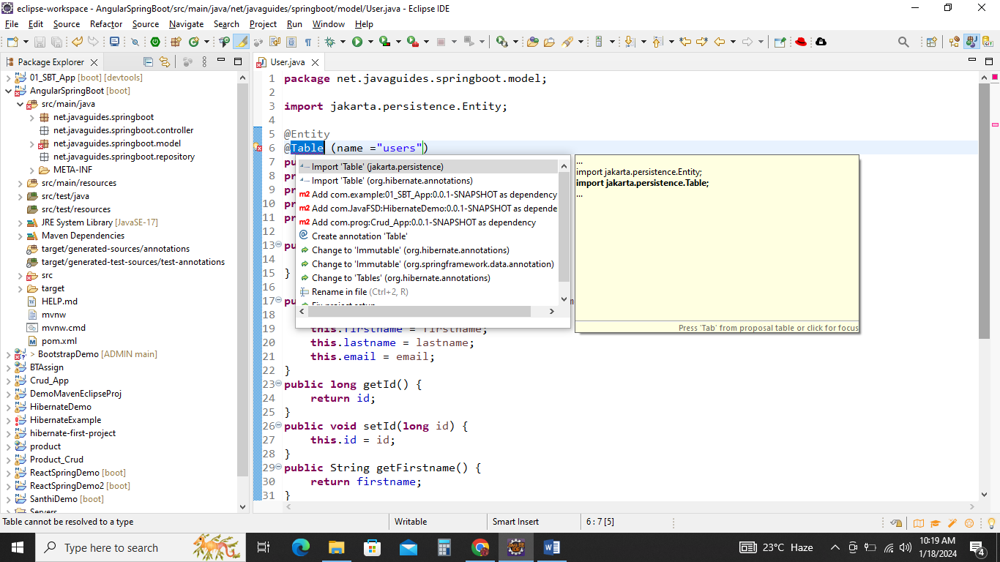 eclipse-workspace - AngularSpringBoot/src/main/java/net/javaguides/springboot/model/User.java - Eclipse IDE
File Edit Source Refactor Source Navigate Search Project Run Window Help
Package Explorer
01_SBT_App [boot] [devtools]
AngularSpringBoot [boot]
src/main/java
net.javaguides.springboot
net.javaguides.springboot.controller
net.javaguides.springboot.model
net.javaguides.springboot.repository
META-INF
src/main/resources
src/test/java
src/test/resources
JRE System Library [JavaSE-17]
Maven Dependencies
target/generated-sources/annotations
target/generated-test-sources/test-annotations
src
target
HELP.md
mvnw
mvnw.cmd
pom.xml
> BootstrapDemo [ADMIN main]
BTAssign
Crud_App
DemoMavenEclipseProj
HibernateDemo
HibernateExample
hibernate-first-project
product
Product_Crud
ReactSpringDemo [boot]
ReactSpringDemo2 [boot]
SanthiDemo [boot]
Servers
User.java
1 package net.javaguides.springboot.model;
2
3 import jakarta.persistence.Entity;
4
5 @Entity
6 @Table (name ="users")
7 pu
8 pr
9 pr
10 pr
11 pr
12
13 pu
14
15 }
16
17 pu
18
19 this.firstname = firstname;
20 this.lastname = lastname;
21 this.email = email;
22 }
23 public long getId() {
24 return id;
25 }
26 public void setId(long id) {
27 this.id = id;
28 }
29 public String getFirstname() {
30 return firstname;
31 }
Import 'Table' (jakarta.persistence)
Import 'Table' (org.hibernate.annotations)
Add com.example:01_SBT_App:0.0.1-SNAPSHOT as dependency
Add com.JavaFSD:HibernateDemo:0.0.1-SNAPSHOT as depende
Add com.prog:Crud_App:0.0.1-SNAPSHOT as dependency
Create annotation 'Table'
Change to 'Immutable' (org.hibernate.annotations)
Change to 'Immutable' (org.springframework.data.annotation)
Change to 'Tables' (org.hibernate.annotations)
Rename in file (Ctrl+2, R)
Fix project setup...
...
import jakarta.persistence.Entity;
import jakarta.persistence.Table;
...
Press 'Tab' from proposal table or click for focus
Table cannot be resolved to a type
Writable
Smart Insert
6 : 7 [5]
Type here to search
23°C Haze
10:19 AM
1/18/2024
4